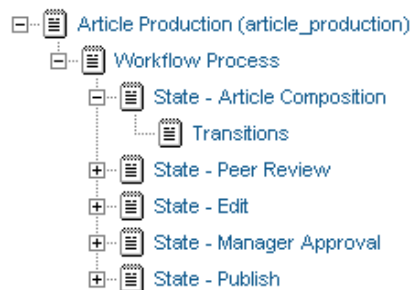 Article Production (article_production)
Workflow Process
State - Article Composition
Transitions
State - Peer Review
State - Edit
State - Manager Approval
State - Publish